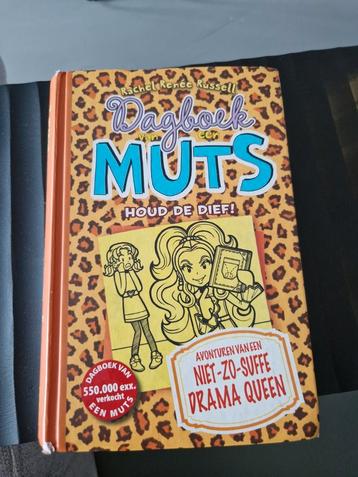 Rachel Renée Russell
Dagboek
van een
MUTS
HOUD DE DIEF!
AVONTUREN VAN EEN
NIET-ZO-SUFFE
DRAMA QUEEN
DAGBOEK VAN
550.000 exx.
verkocht
EEN MUTS